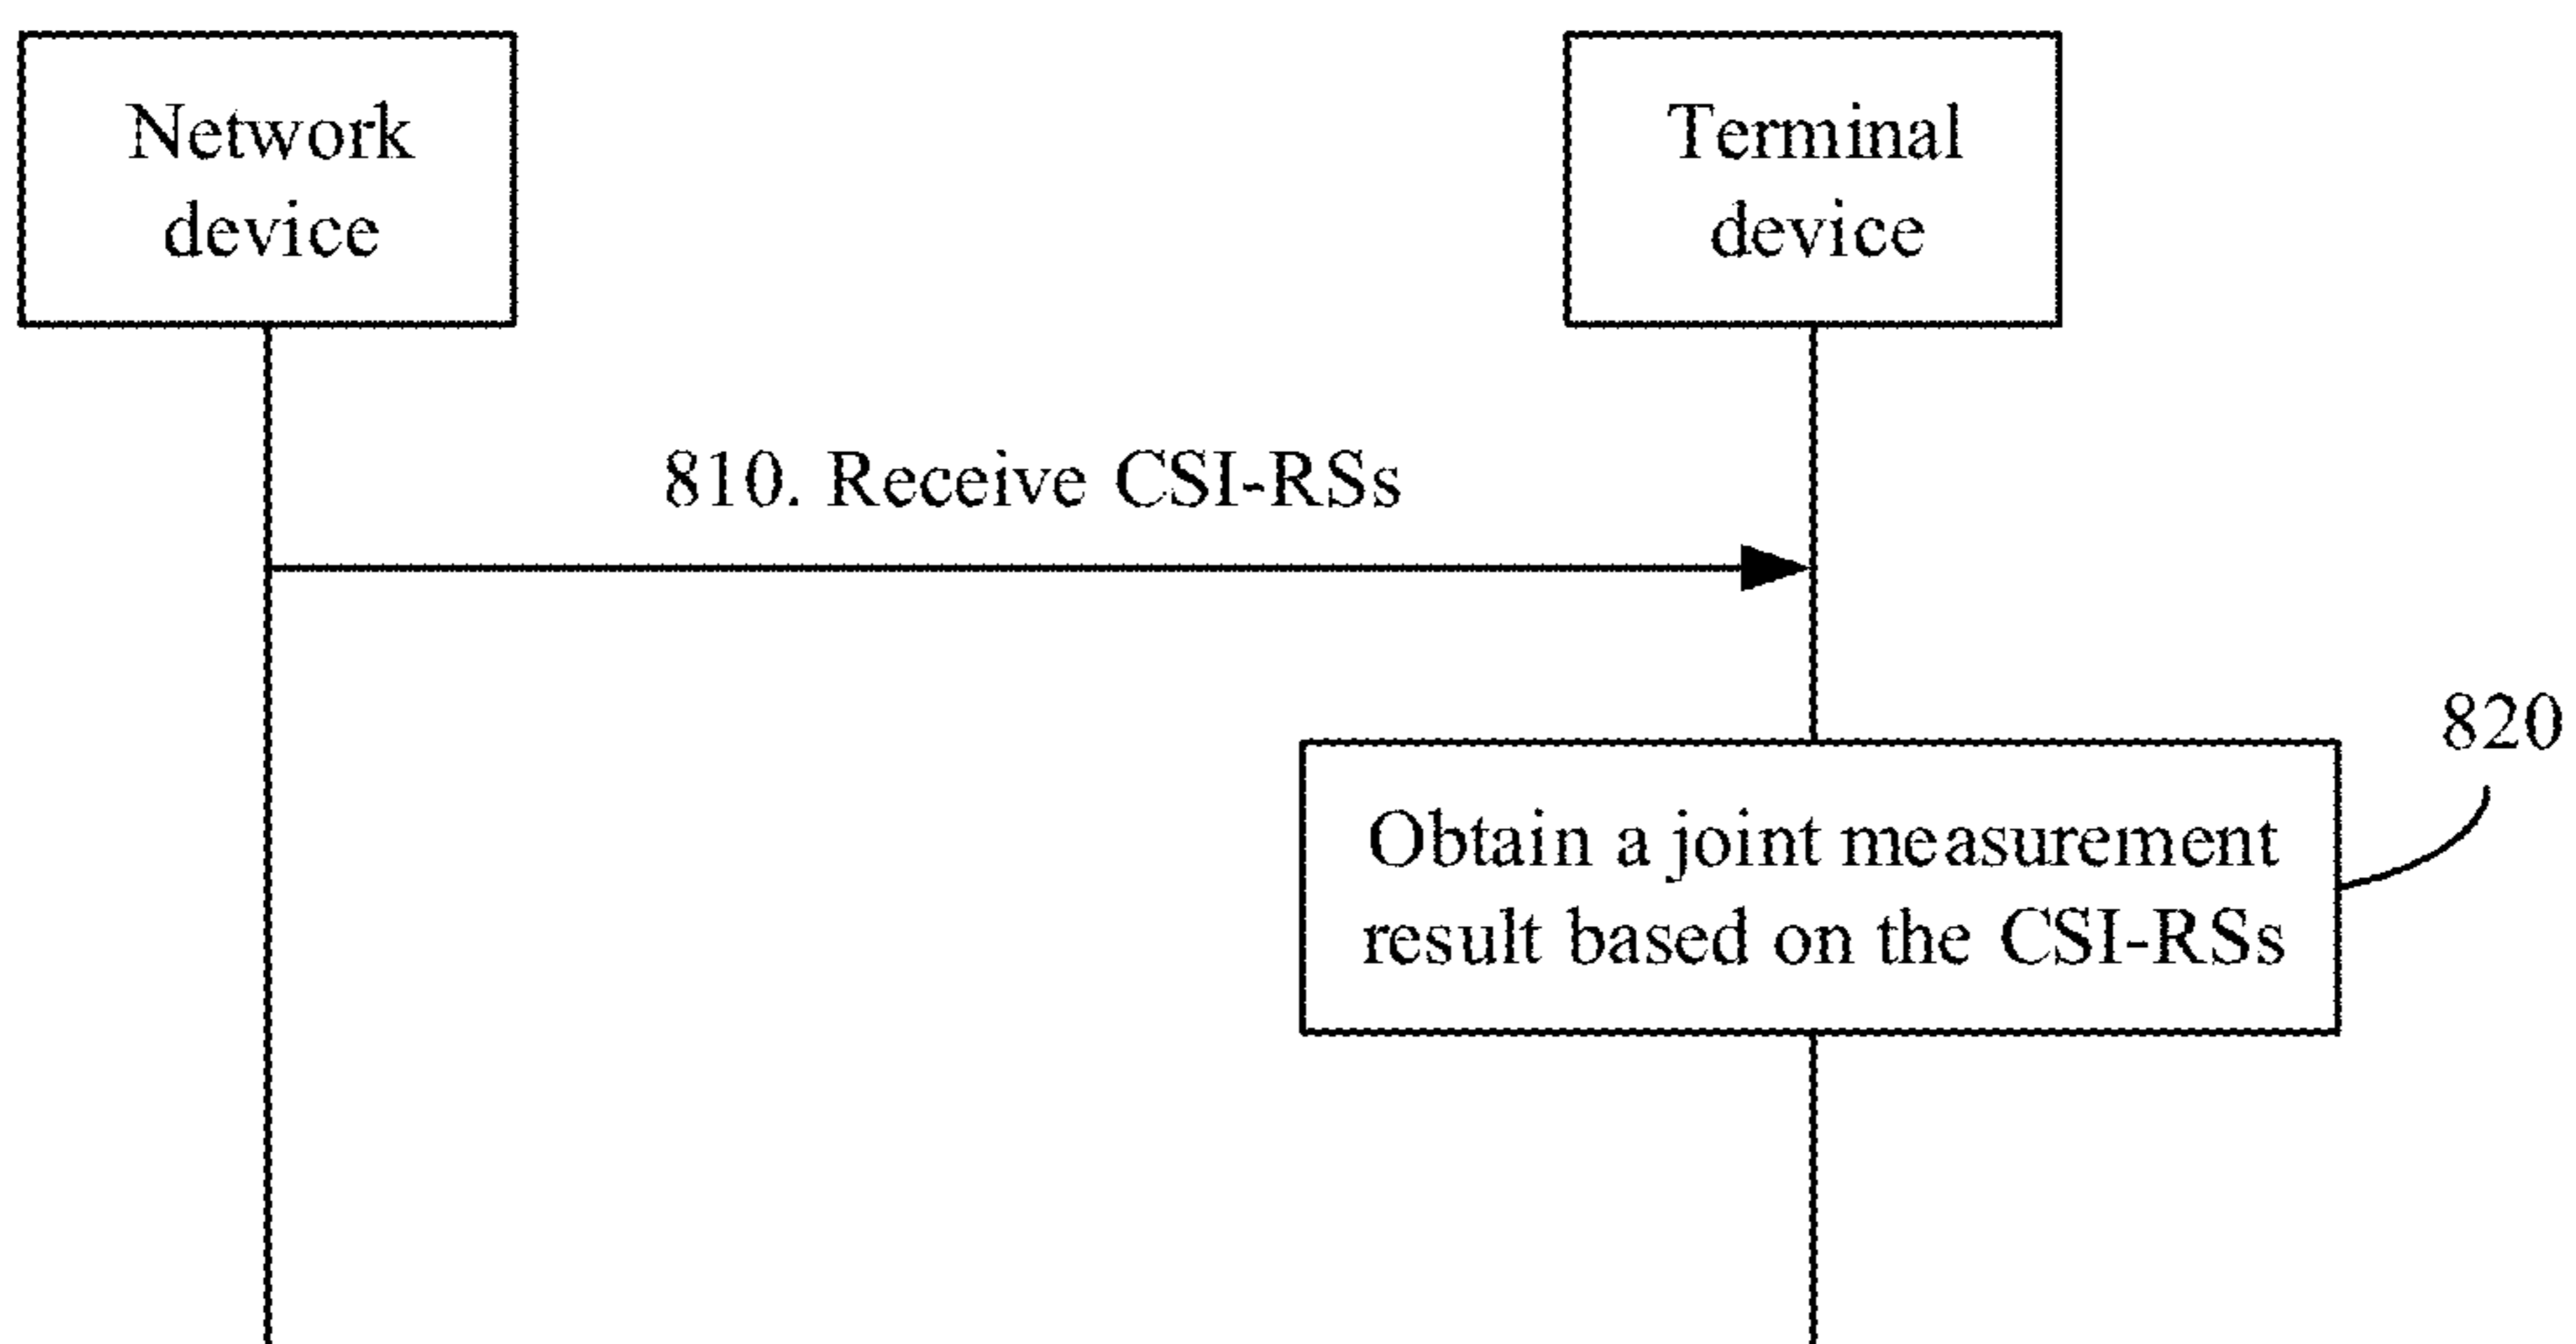 Network
device
Terminal
device
810. Receive CSI-RSs
820
Obtain a joint measurement
result based on the CSI-RSs